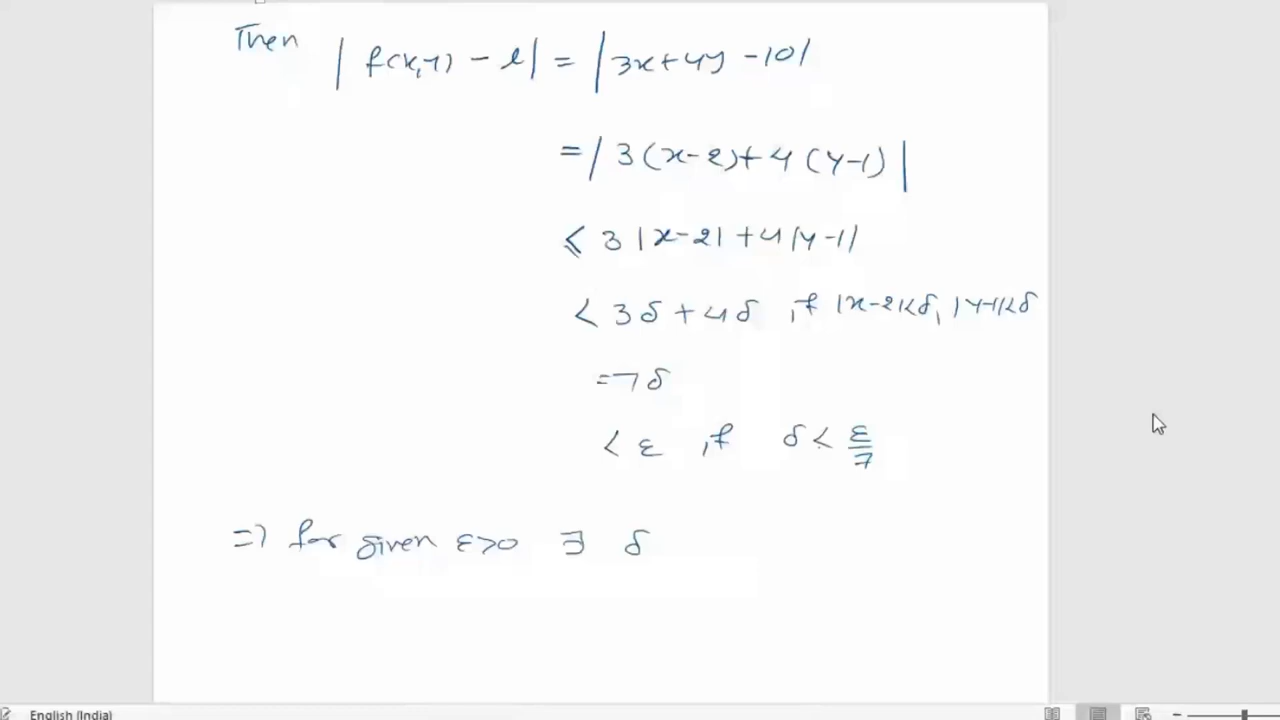 Then | f(x,y) - l | = | 3x + 4y - 10 |
= | 3(x-2) + 4(y-1) |
≤ 3 |x-2| + 4 |y-1|
< 3δ + 4δ , if |x-2|<δ, |y-1|<δ
= 7δ
< ε , if δ < ε/7
=> for given ε>0 ∃ δ
English (India)